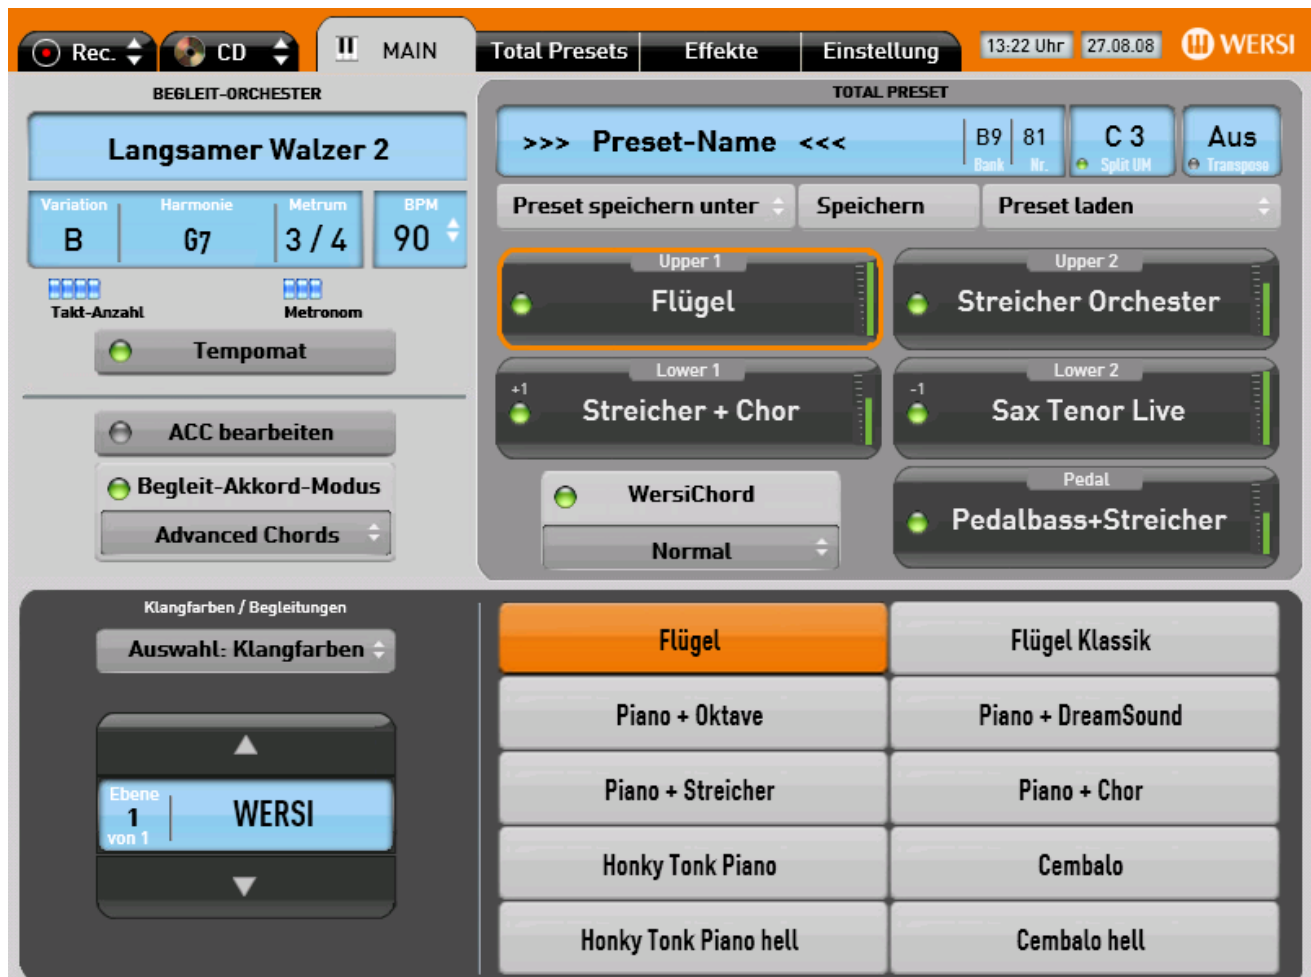 Rec.
CD
MAIN
Total Presets
Effekte
Einstellung
13:22 Uhr
27.08.08
WERSI
BEGLEIT-ORCHESTER
Langsamer Walzer 2
Variation
Harmonie
Metrum
BPM
B
G7
3 / 4
90
Takt-Anzahl
Metronom
Tempomat
ACC bearbeiten
Begleit-Akkord-Modus
Advanced Chords
TOTAL PRESET
>>> Preset-Name <<<
B9
81
Bank
Nr.
C 3
Split UM
Aus
Transpose
Preset speichern unter
Speichern
Preset laden
Upper 1
Flügel
Upper 2
Streicher Orchester
Lower 1
+1
Streicher + Chor
Lower 2
-1
Sax Tenor Live
WersiChord
Normal
Pedal
Pedalbass+Streicher
Klangfarben / Begleitungen
Auswahl: Klangfarben
Ebene
1
von 1
WERSI
Flügel
Flügel Klassik
Piano + Oktave
Piano + DreamSound
Piano + Streicher
Piano + Chor
Honky Tonk Piano
Cembalo
Honky Tonk Piano hell
Cembalo hell